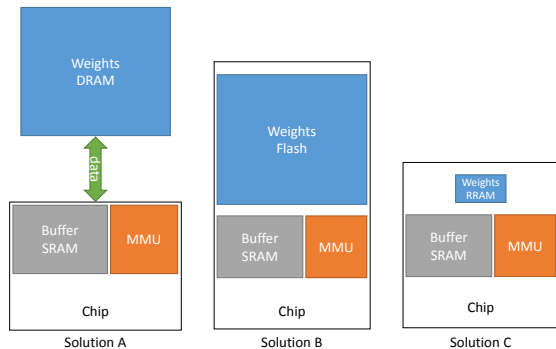 Weights
DRAM
data
Buffer
SRAM
MMU
Chip
Solution A
Weights
Flash
Buffer
SRAM
MMU
Chip
Solution B
Weights
RRAM
Buffer
SRAM
MMU
Chip
Solution C